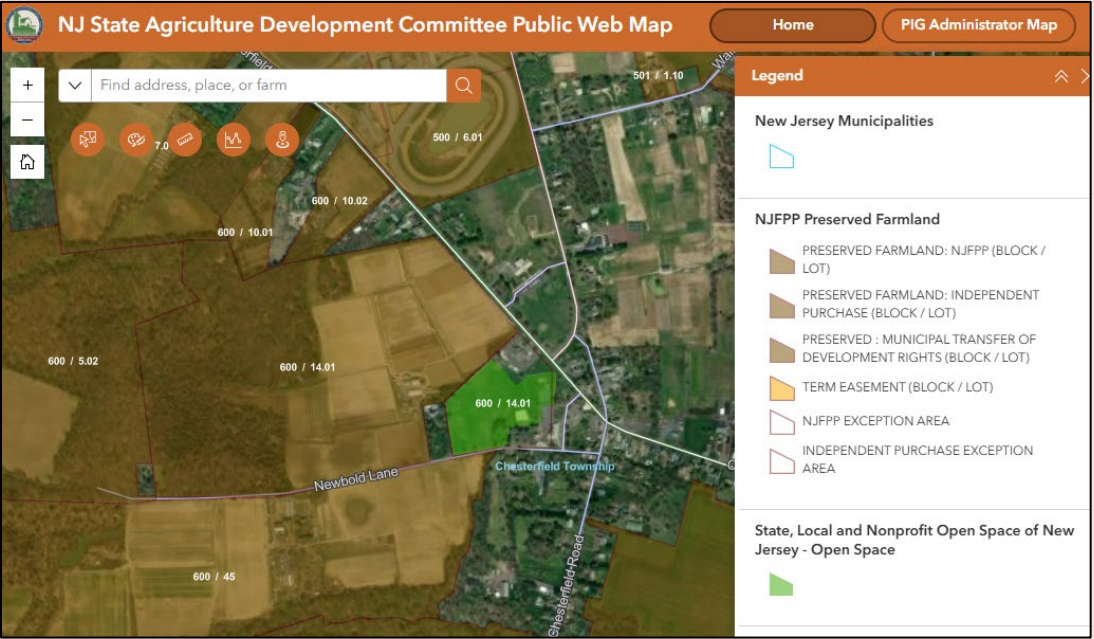 NJ State Agriculture Development Committee Public Web Map
Home
PIG Administrator Map
Find address, place, or farm
Legend
New Jersey Municipalities
NJFPP Preserved Farmland
PRESERVED FARMLAND: NJFPP (BLOCK /
LOT)
PRESERVED FARMLAND: INDEPENDENT
PURCHASE (BLOCK / LOT)
PRESERVED : MUNICIPAL TRANSFER OF
DEVELOPMENT RIGHTS (BLOCK / LOT)
TERM EASEMENT (BLOCK / LOT)
NJFPP EXCEPTION AREA
INDEPENDENT PURCHASE EXCEPTION
AREA
State, Local and Nonprofit Open Space of New
Jersey - Open Space
501 / 1.10
500 / 6.01
7.0
600 / 10.02
600 / 10.01
600 / 5.02
600 / 14.01
600 / 14.01
Chesterfield Township
Newbold Lane
600 / 45
Chesterfield Road